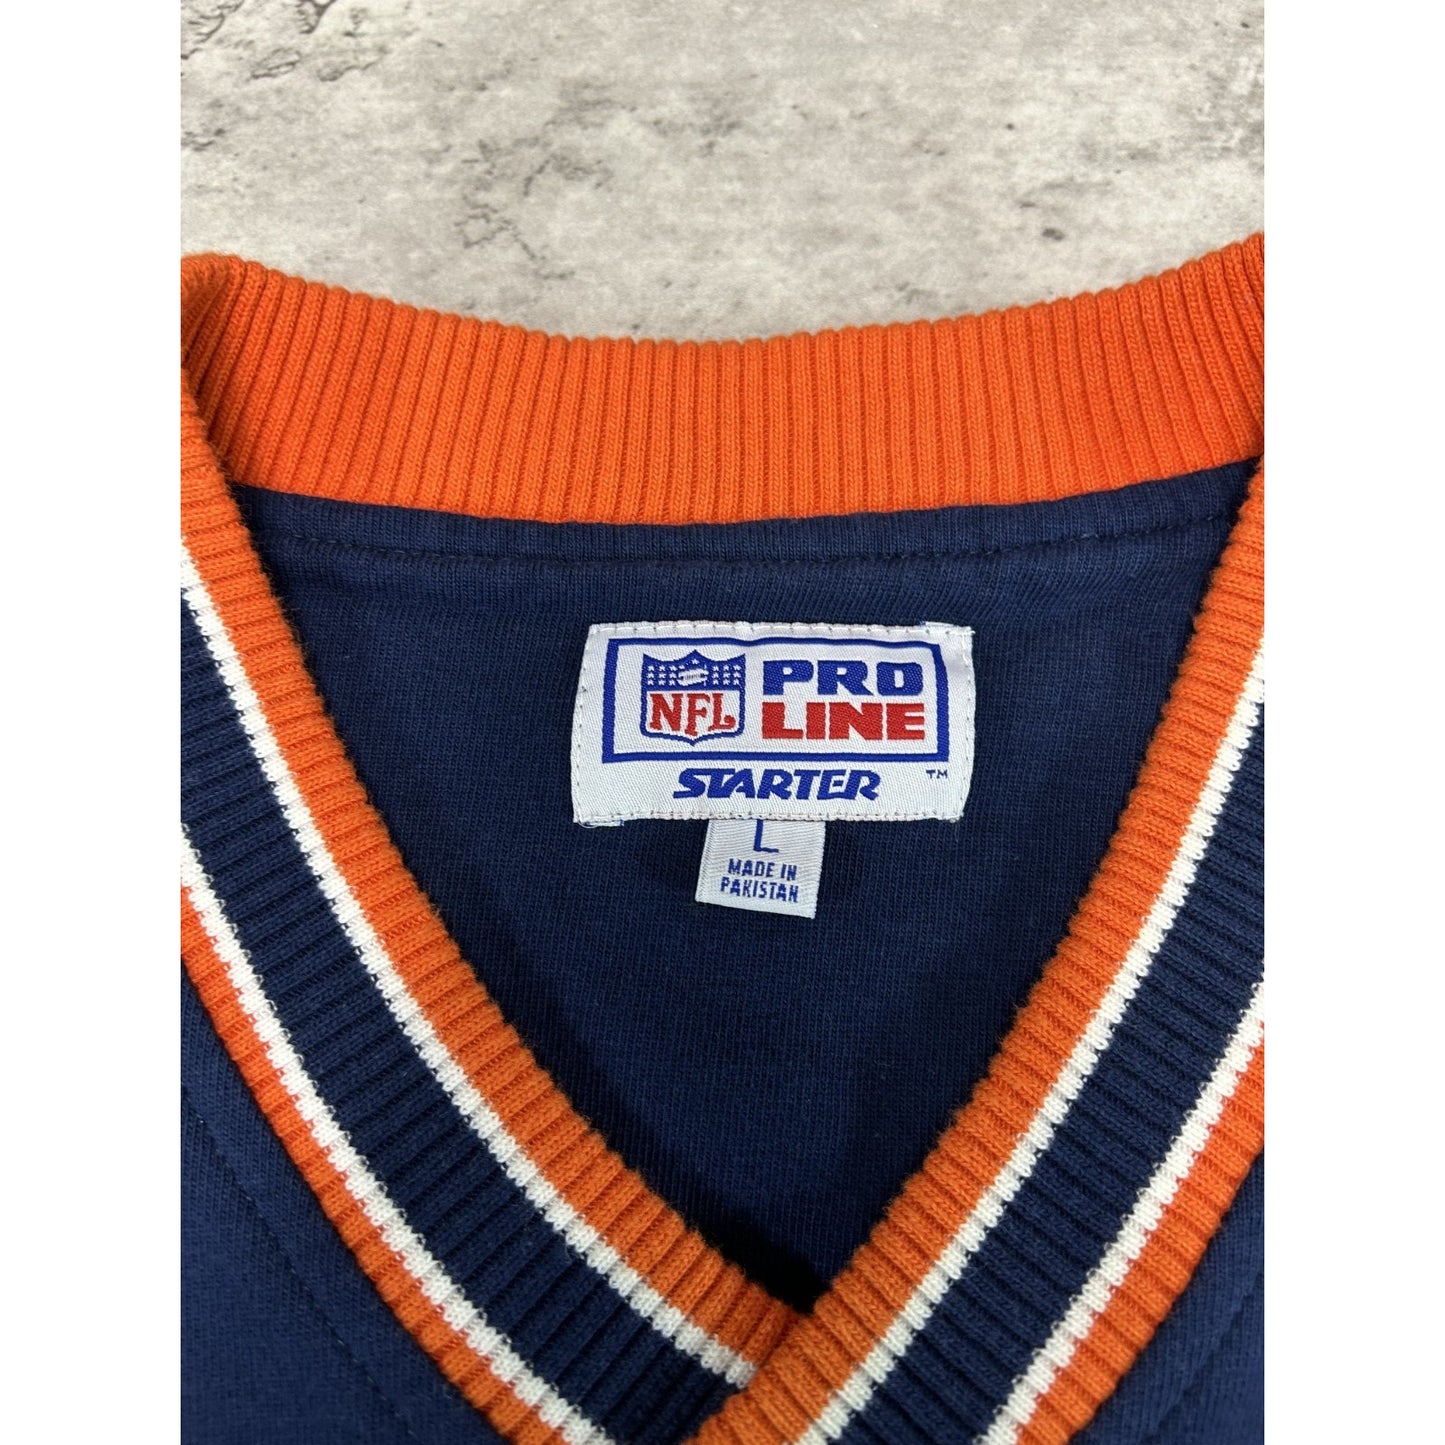 NFL
PRO
LINE
STARTER ™
L
MADE IN
PAKISTAN